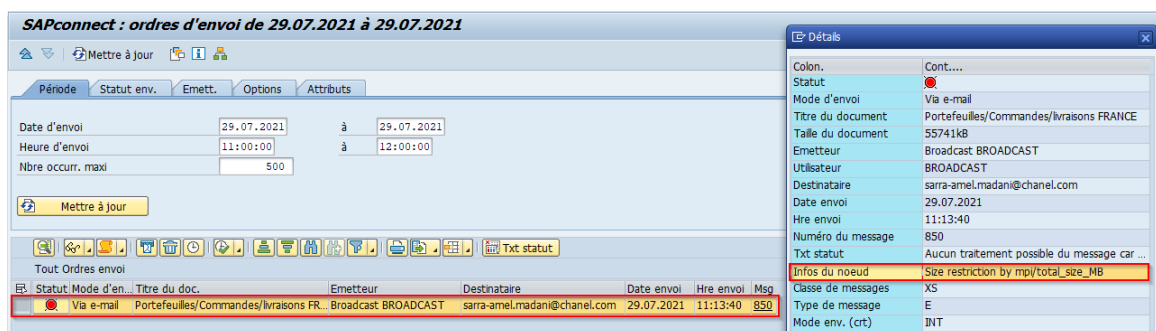 SAPconnect : ordres d'envoi de 29.07.2021 à 29.07.2021
Mettre à jour
Période Statut env. Emett. Options Attributs
Date d'envoi 29.07.2021 à 29.07.2021
Heure d'envoi 11:00:00 à 12:00:00
Nbre occurr. maxi 500
Mettre à jour
Txt statut
Tout Ordres envoi
Statut Mode d'en... Titre du doc. Emetteur Destinataire Date envoi Hre envoi Msg
Via e-mail Portefeuilles/Commandes/livraisons FR... Broadcast BROADCAST sarra-amel.madani@chanel.com 29.07.2021 11:13:40 850
Détails
Colon. Cont....
Statut
Mode d'envoi Via e-mail
Titre du document Portefeuilles/Commandes/livraisons FRANCE
Taille du document 55741kB
Emetteur Broadcast BROADCAST
Utilisateur BROADCAST
Destinataire sarra-amel.madani@chanel.com
Date envoi 29.07.2021
Hre envoi 11:13:40
Numéro du message 850
Txt statut Aucun traitement possible du message car ...
Infos du noeud Size restriction by mpi/total_size_MB
Classe de messages XS
Type de message E
Mode env. (crt) INT